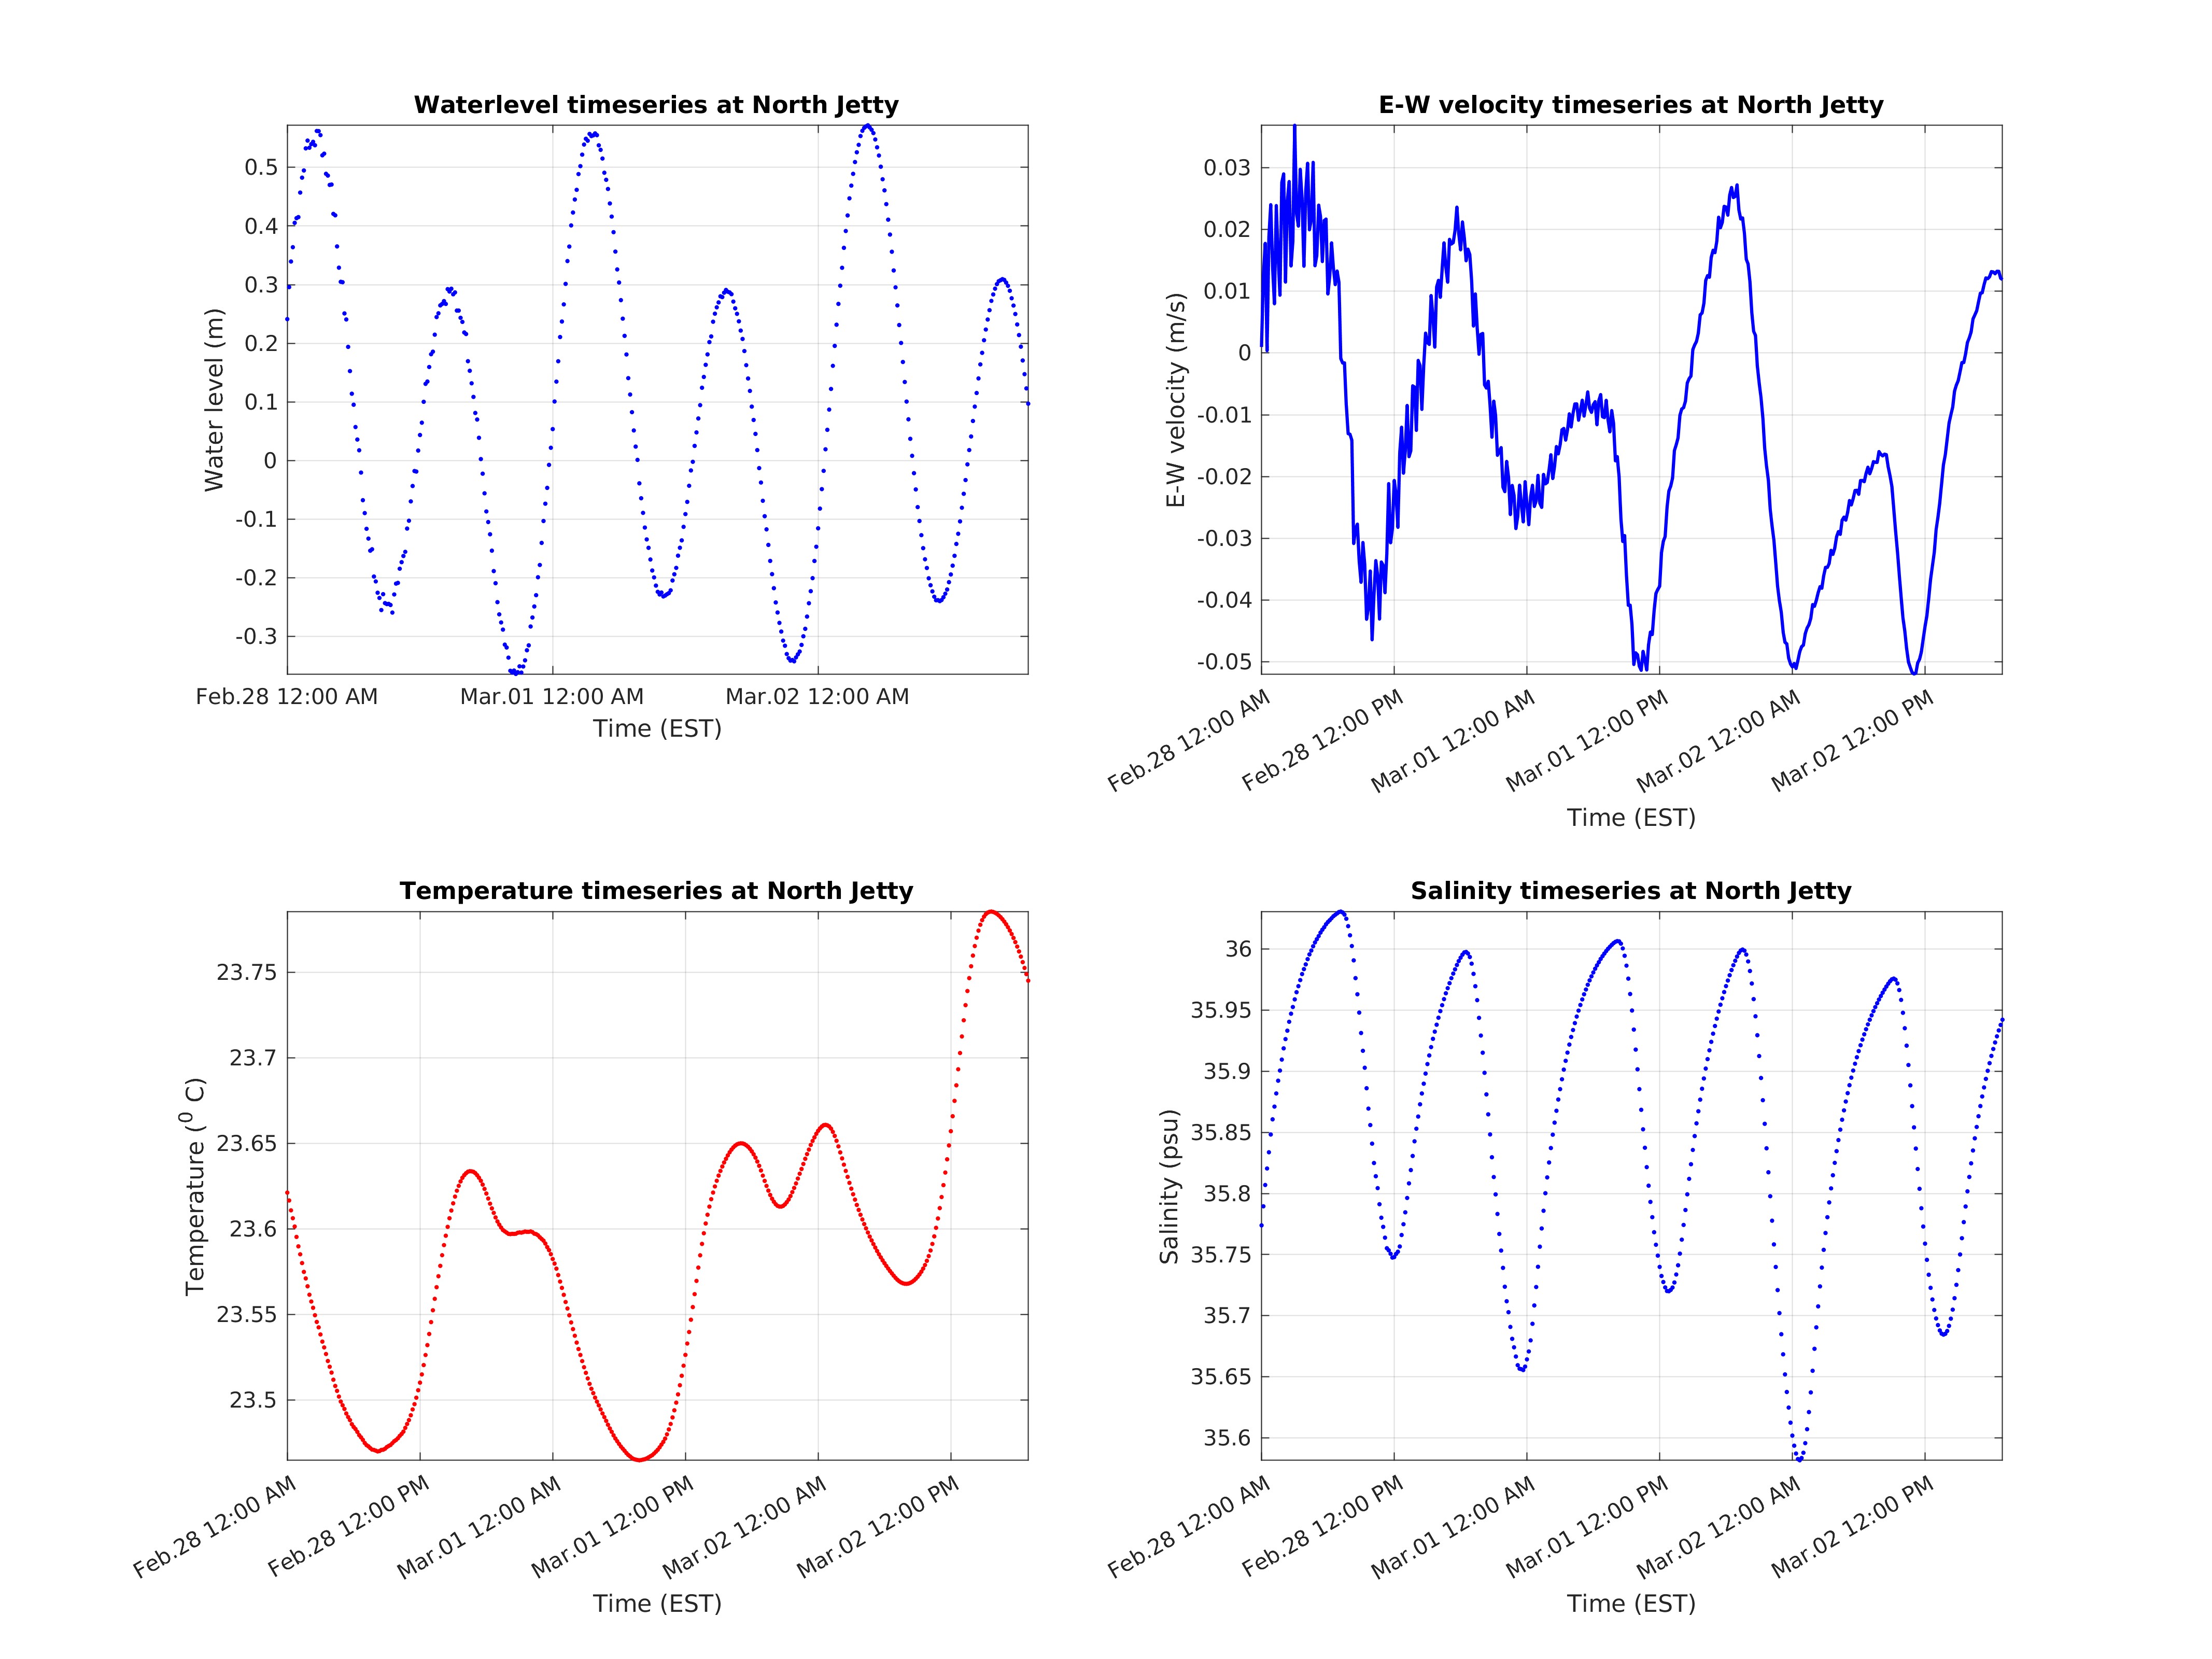 Waterlevel timeseries at North Jetty
0.5
0.4
0.3
0.2
0.1
0
-0.1
-0.2
-0.3
Water level (m)
Feb.28 12:00 AM
Mar.01 12:00 AM
Mar.02 12:00 AM
Time (EST)
E-W velocity timeseries at North Jetty
0.03
0.02
0.01
0
-0.01
-0.02
-0.03
-0.04
-0.05
E-W velocity (m/s)
Feb.28 12:00 AM
Feb.28 12:00 PM
Mar.01 12:00 AM
Mar.01 12:00 PM
Mar.02 12:00 AM
Mar.02 12:00 PM
Time (EST)
Temperature timeseries at North Jetty
23.75
23.7
23.65
23.6
23.55
23.5
Temperature (⁰ C)
Feb.28 12:00 AM
Feb.28 12:00 PM
Mar.01 12:00 AM
Mar.01 12:00 PM
Mar.02 12:00 AM
Mar.02 12:00 PM
Time (EST)
Salinity timeseries at North Jetty
36
35.95
35.9
35.85
35.8
35.75
35.7
35.65
35.6
Salinity (psu)
Feb.28 12:00 AM
Feb.28 12:00 PM
Mar.01 12:00 AM
Mar.01 12:00 PM
Mar.02 12:00 AM
Mar.02 12:00 PM
Time (EST)